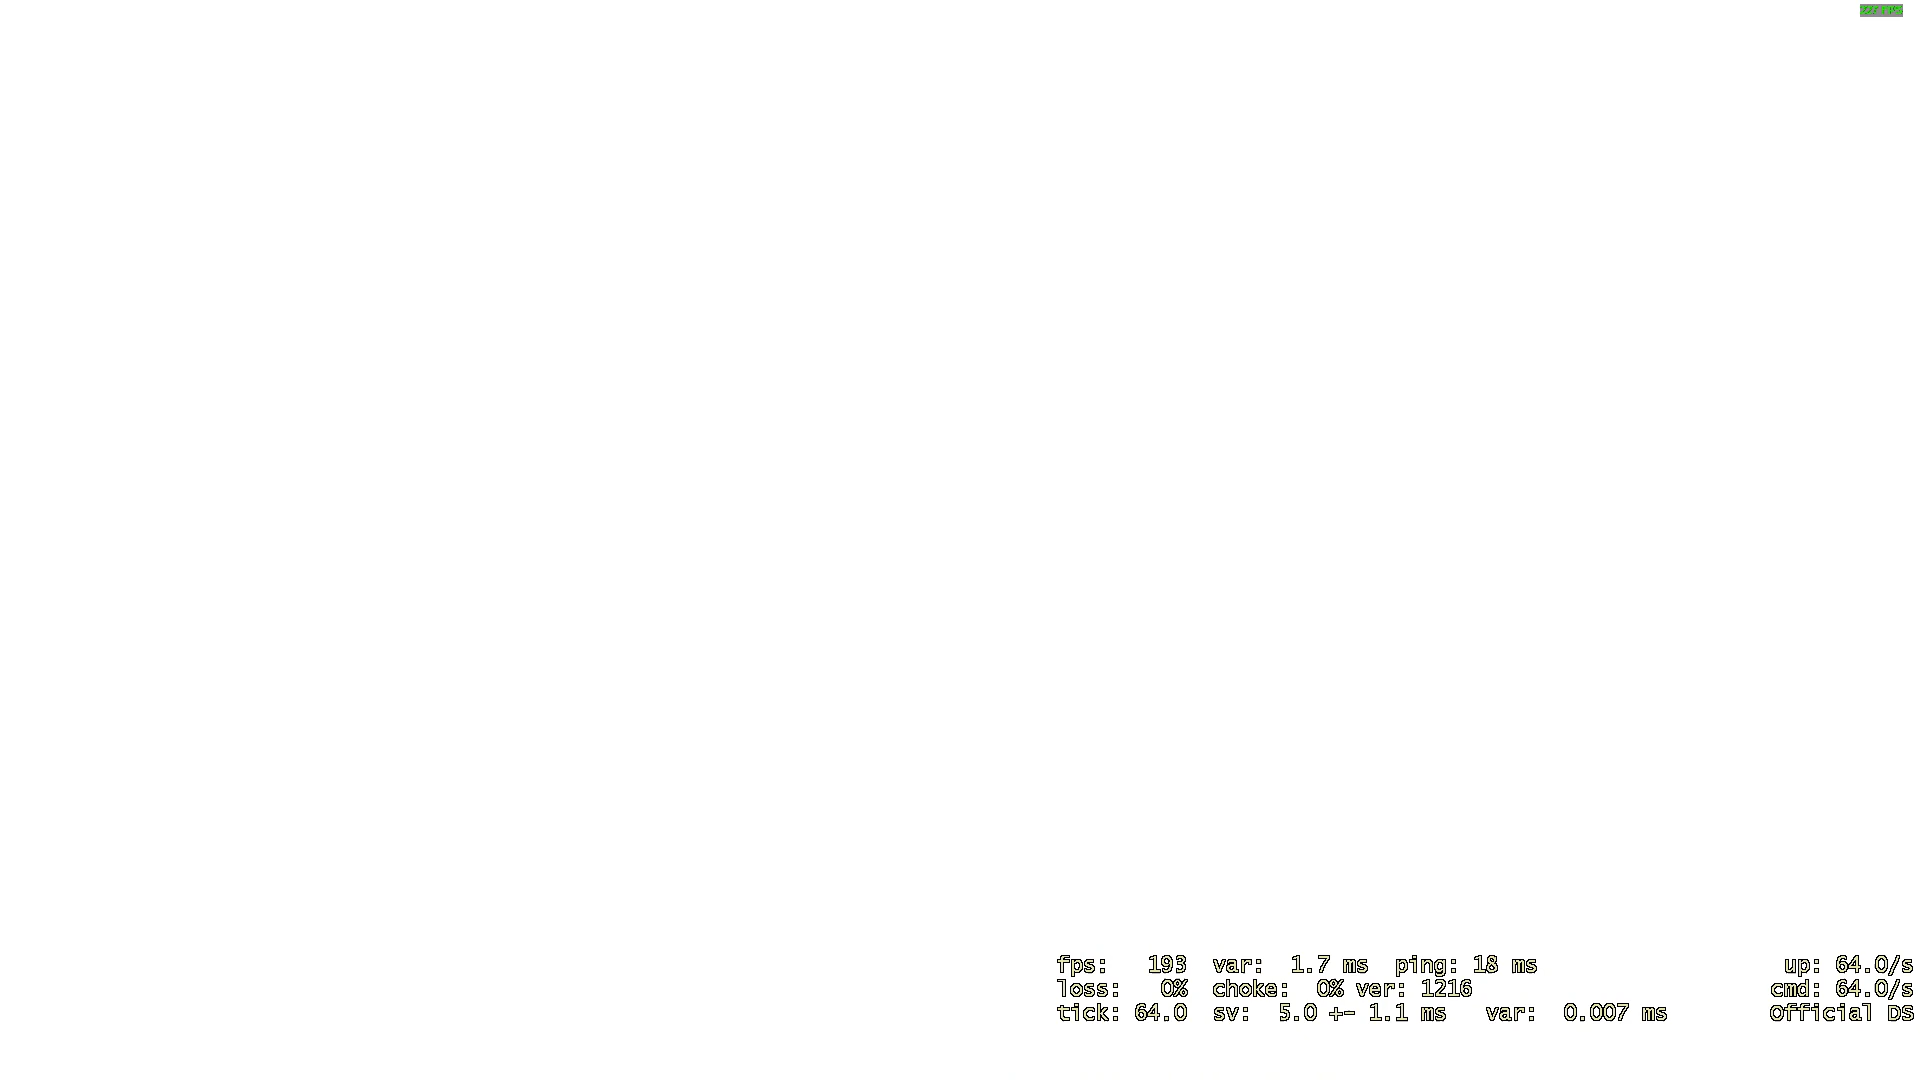 fps: 193 var: 1.7 ms ping: 18 ms up: 64.0/s
loss: 0% choke: 0% ver: 1216 cmd: 64.0/s
tick: 64.0 sv: 5.0 +- 1.1 ms var: 0.007 ms Official DS